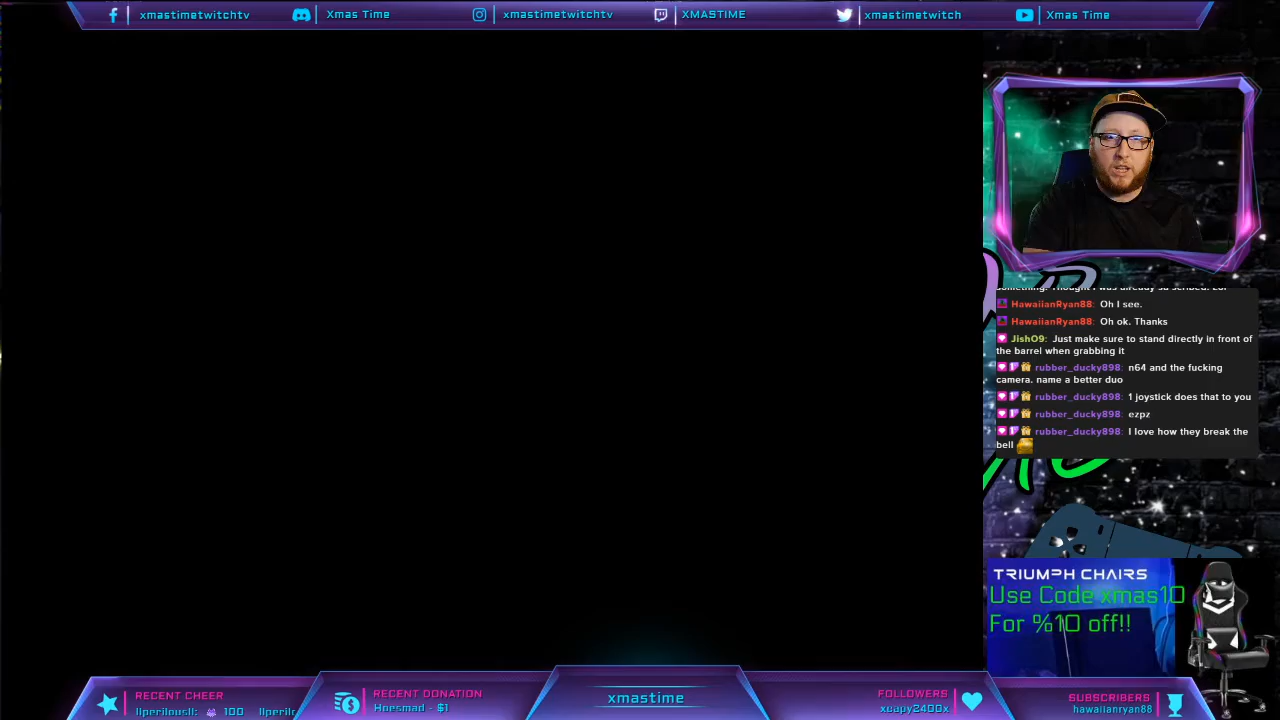 xmastimetwitchtv Xmas Time xmastimetwitchtv XMASTIME xmastimetwitch Xmas Time
HawaiianRyan88: Oh I see.
HawaiianRyan88: Oh ok. Thanks
JishO9: Just make sure to stand directly in front of
the barrel when grabbing it
rubber_ducky898: n64 and the fucking
camera. name a better duo
rubber_ducky898: 1 joystick does that to you
rubber_ducky898: ezpz
rubber_ducky898: I love how they break the
bell
TRIUMPH CHAIRS
Use Code xmas10
For %10 off!!
RECENT CHEER
100
RECENT DONATION
Hoesmad - $1
xmastime
FOLLOWERS
xcapy2400x
SUBSCRIBERS
hawaiianryan88